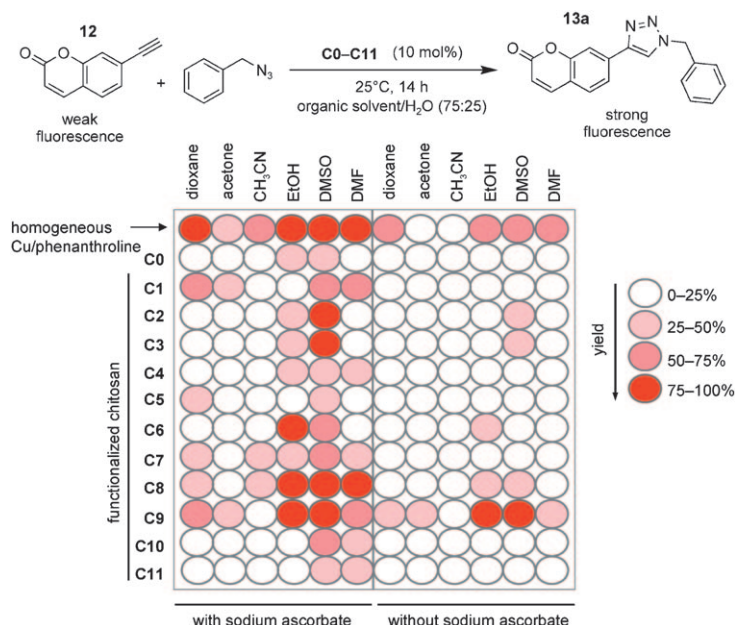 12
13a
O
O
+
N₃
C0–C11 (10 mol%)
25°C, 14 h
organic solvent/H₂O (75:25)
O
O
N=N
N
weak
fluorescence
strong
fluorescence
dioxane
acetone
CH₃CN
EtOH
DMSO
DMF
dioxane
acetone
CH₃CN
EtOH
DMSO
DMF
homogeneous
Cu/phenanthroline
C0
C1
C2
C3
C4
C5
C6
C7
C8
C9
C10
C11
functionalized chitosan
yield
0–25%
25–50%
50–75%
75–100%
with sodium ascorbate
without sodium ascorbate